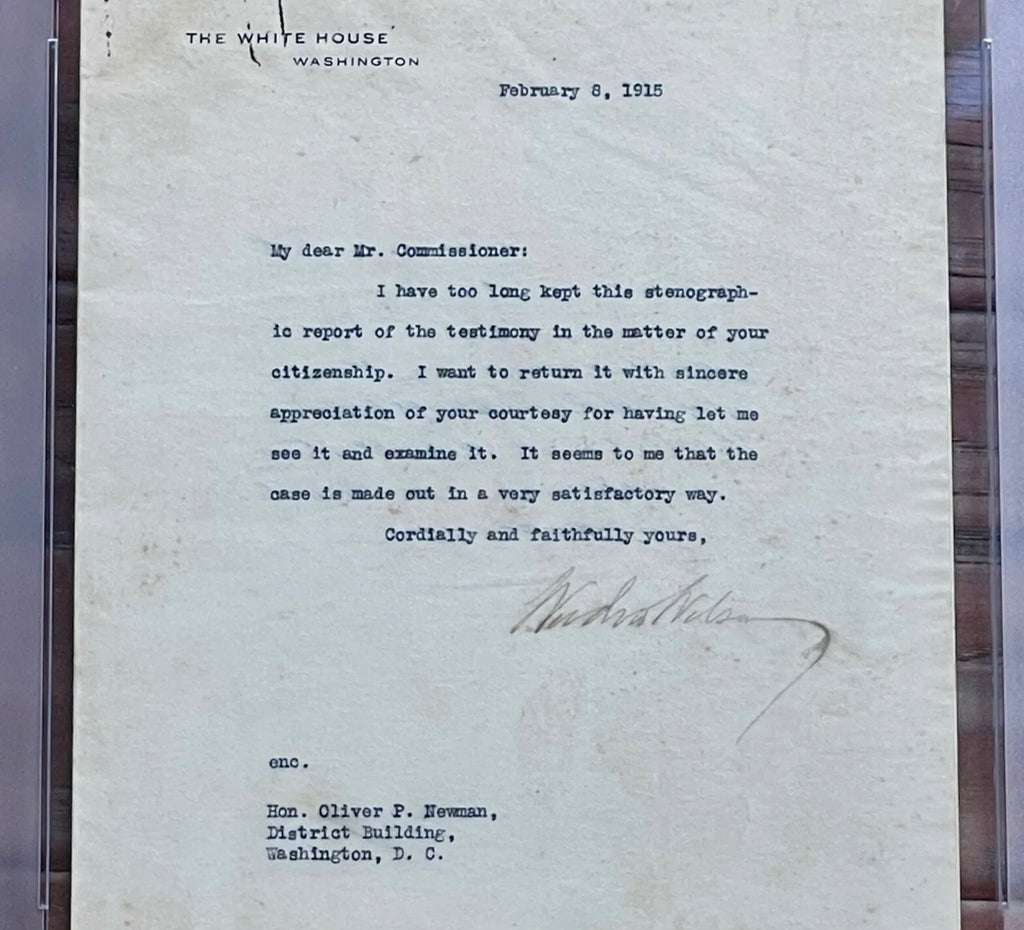 THE WHITE HOUSE
WASHINGTON
February 8, 1915
My dear Mr. Commissioner:
I have too long kept this stenograph-
ic report of the testimony in the matter of your
citizenship. I want to return it with sincere
appreciation of your courtesy for having let me
see it and examine it. It seems to me that the
case is made out in a very satisfactory way.
Cordially and faithfully yours,
Woodrow Wilson
enc.
Hon. Oliver P. Newman,
District Building,
Washington, D. C.